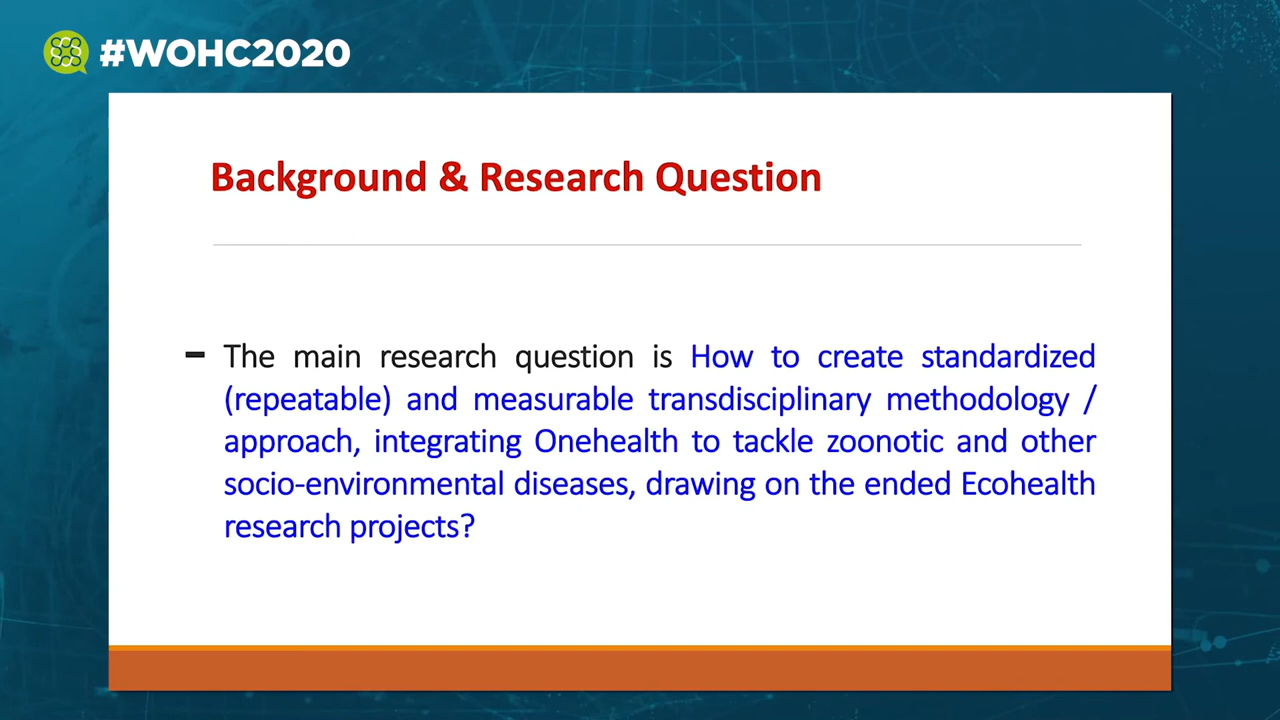 #WOHC2020
Background & Research Question
– The main research question is How to create standardized
(repeatable) and measurable transdisciplinary methodology /
approach, integrating Onehealth to tackle zoonotic and other
socio-environmental diseases, drawing on the ended Ecohealth
research projects?